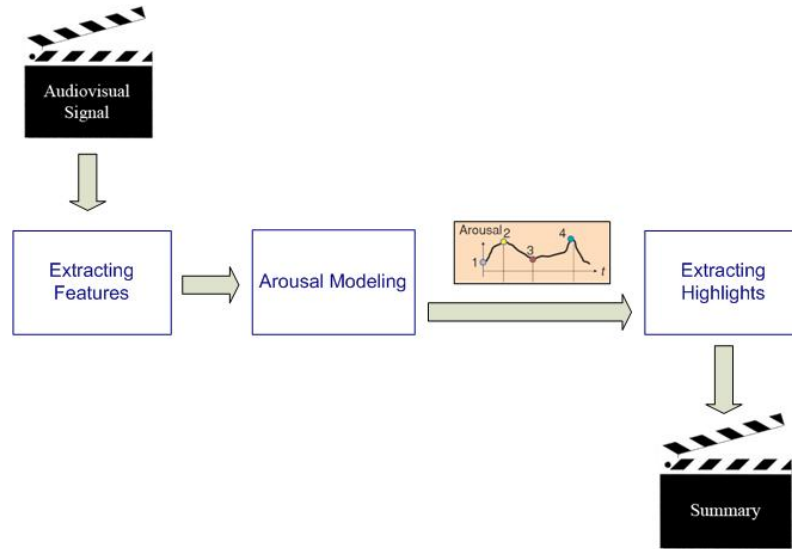 Audiovisual
Signal
Extracting
Features
Arousal Modeling
Arousal
1
2
3
4
t
Extracting
Highlights
Summary